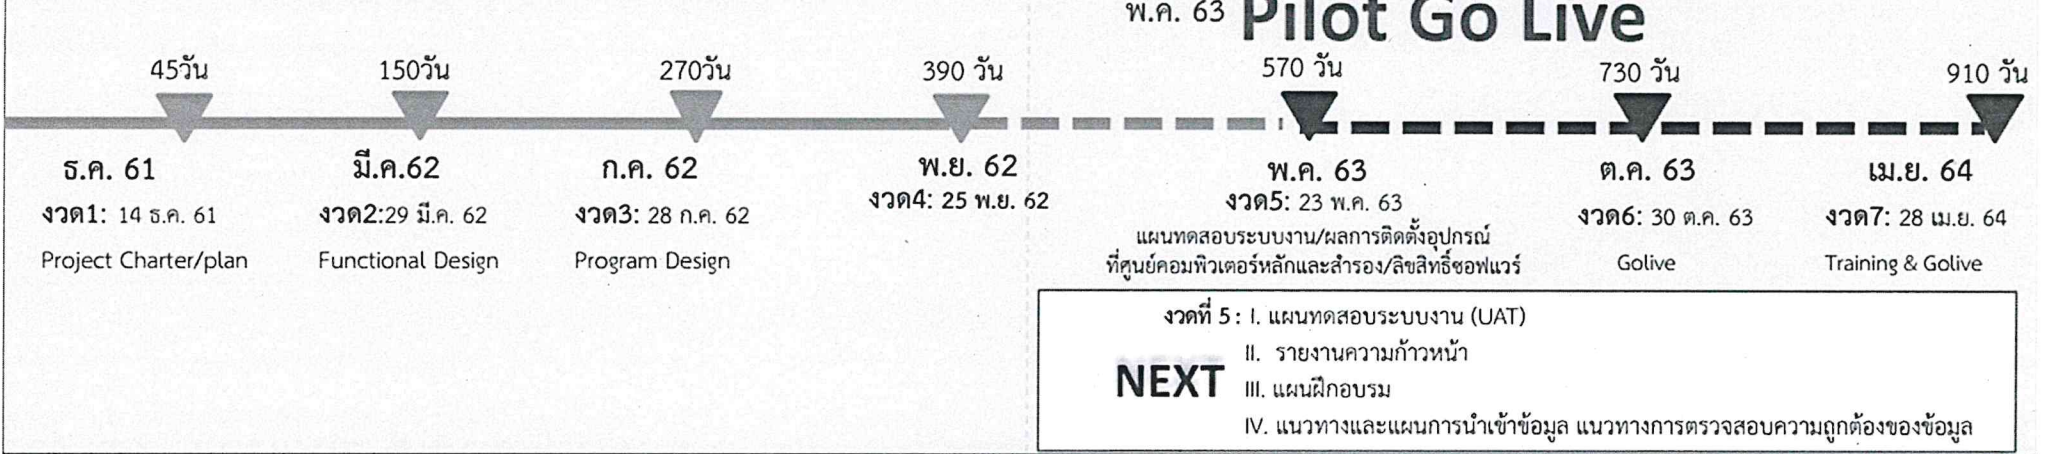 พ.ค. 63 Pilot Go Live
45วัน 150วัน 270วัน 390 วัน 570 วัน 730 วัน 910 วัน
ธ.ค. 61 มี.ค.62 ก.ค. 62 พ.ย. 62 พ.ค. 63 ต.ค. 63 เม.ย. 64
งวด1: 14 ธ.ค. 61 งวด2:29 มี.ค. 62 งวด3: 28 ก.ค. 62 งวด4: 25 พ.ย. 62 งวด5: 23 พ.ค. 63 งวด6: 30 ต.ค. 63 งวด7: 28 เม.ย. 64
แผนทดสอบระบบงาน/ผลการติดตั้งอุปกรณ์
Project Charter/plan Functional Design Program Design ที่ศูนย์คอมพิวเตอร์หลักและสำรอง/ลิขสิทธิ์ซอฟแวร์ Golive Training & Golive
งวดที่ 5: I. แผนทดสอบระบบงาน (UAT)
II. รายงานความก้าวหน้า
NEXT III. แผนฝึกอบรม
IV. แนวทางและแผนการนำเข้าข้อมูล แนวทางการตรวจสอบความถูกต้องของข้อมูล